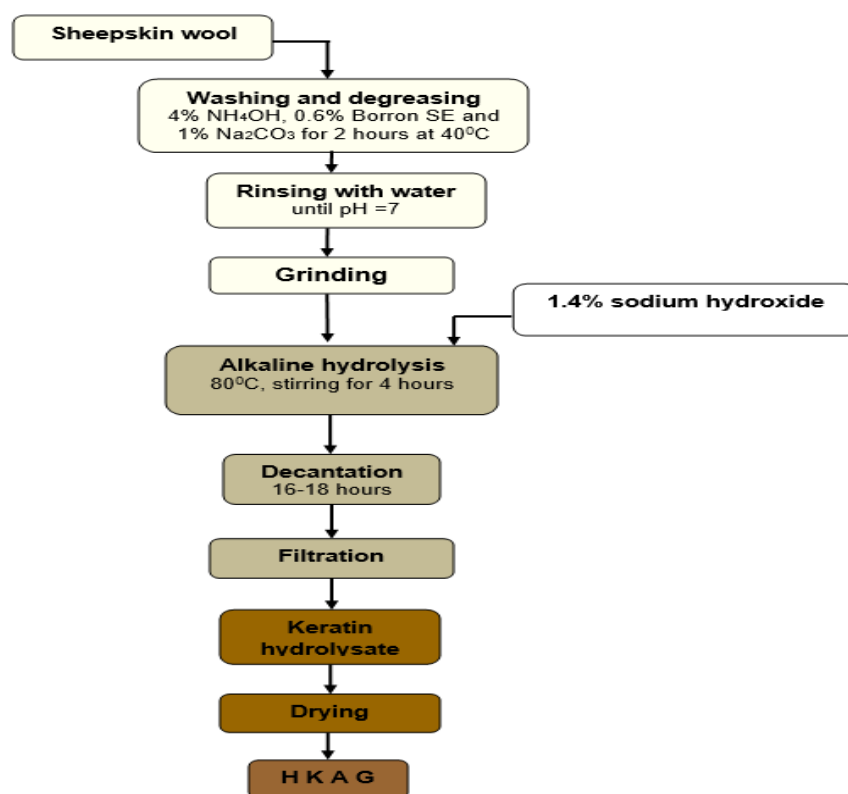 Sheepskin wool
Washing and degreasing
4% NH₄OH, 0.6% Borron SE and
1% Na₂CO₃ for 2 hours at 40⁰C
Rinsing with water
until pH =7
Grinding
1.4% sodium hydroxide
Alkaline hydrolysis
80⁰C, stirring for 4 hours
Decantation
16-18 hours
Filtration
Keratin
hydrolysate
Drying
H K A G